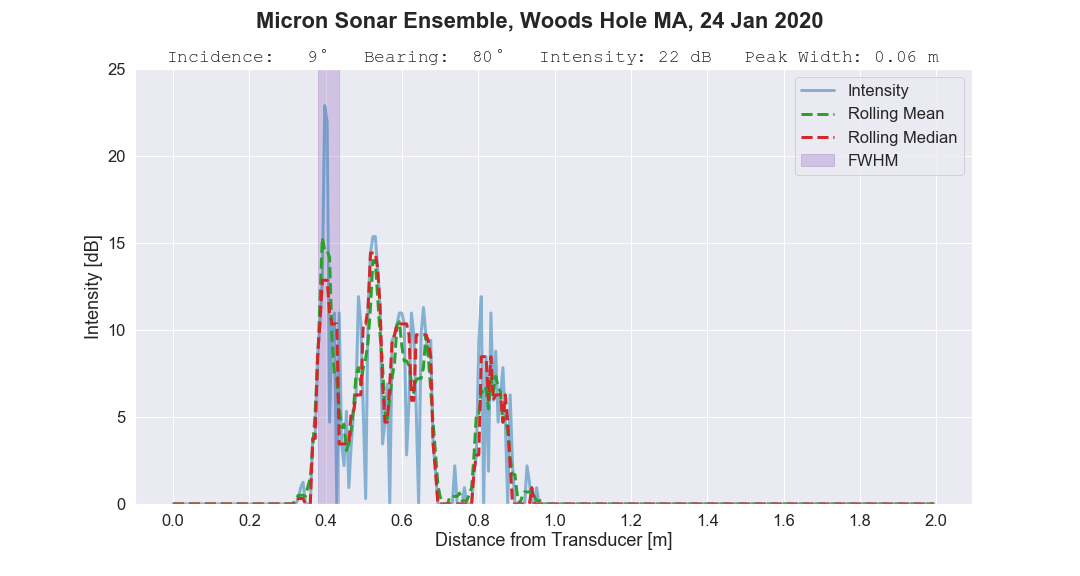 Micron Sonar Ensemble, Woods Hole MA, 24 Jan 2020
Incidence: 9° Bearing: 80° Intensity: 22 dB Peak Width: 0.06 m
25
20
15
10
5
0
Intensity [dB]
Intensity
Rolling Mean
Rolling Median
FWHM
0.0 0.2 0.4 0.6 0.8 1.0 1.2 1.4 1.6 1.8 2.0
Distance from Transducer [m]